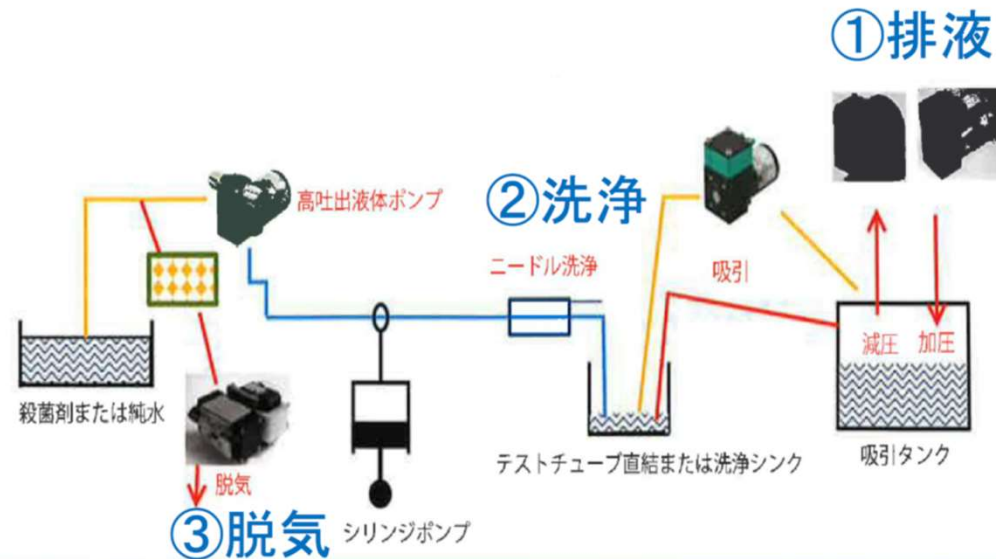 ①排液
高吐出液体ポンプ
②洗浄
ニードル洗浄
吸引
減圧 加圧
殺菌剤または純水
テストチューブ直結または洗浄シンク
吸引タンク
脱気
③脱気
シリンジポンプ